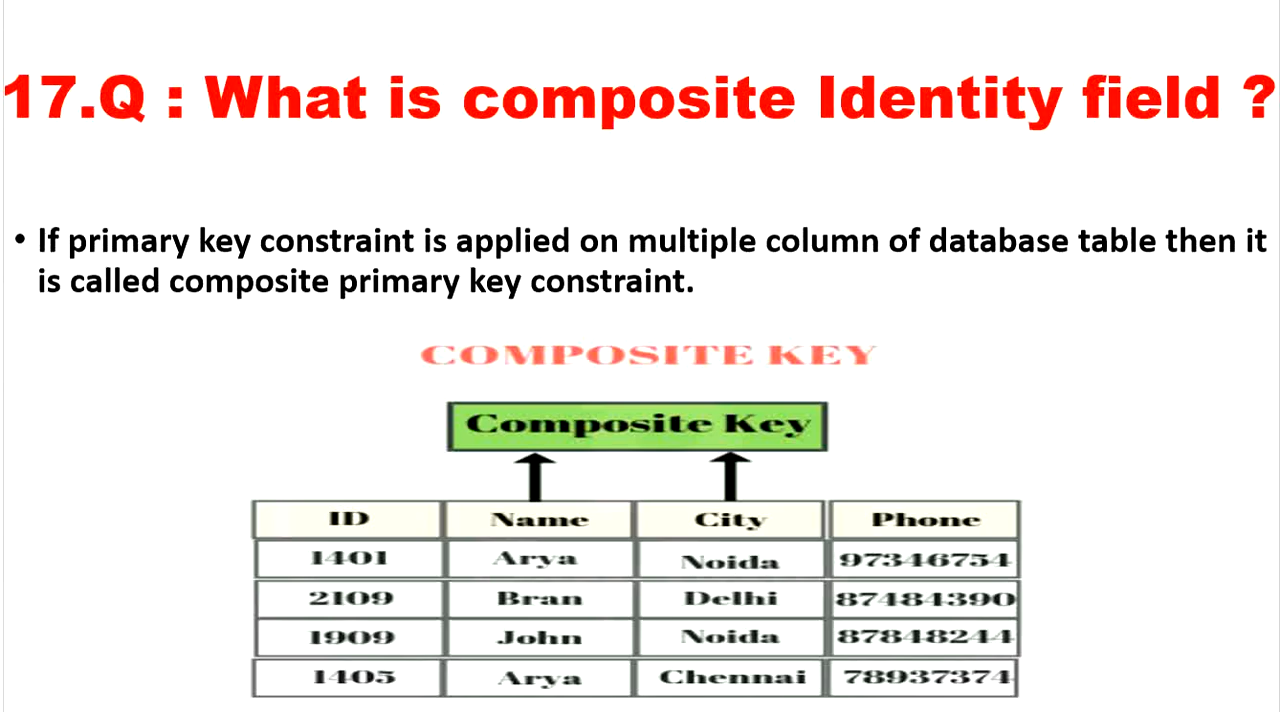 17.Q : What is composite Identity field ?
• If primary key constraint is applied on multiple column of database table then it
is called composite primary key constraint.
COMPOSITE KEY
Composite Key
ID Name City Phone
1401 Arya Noida 97346754
2109 Bran Delhi 87484390
1909 John Noida 87848244
1405 Arya Chennai 78937374